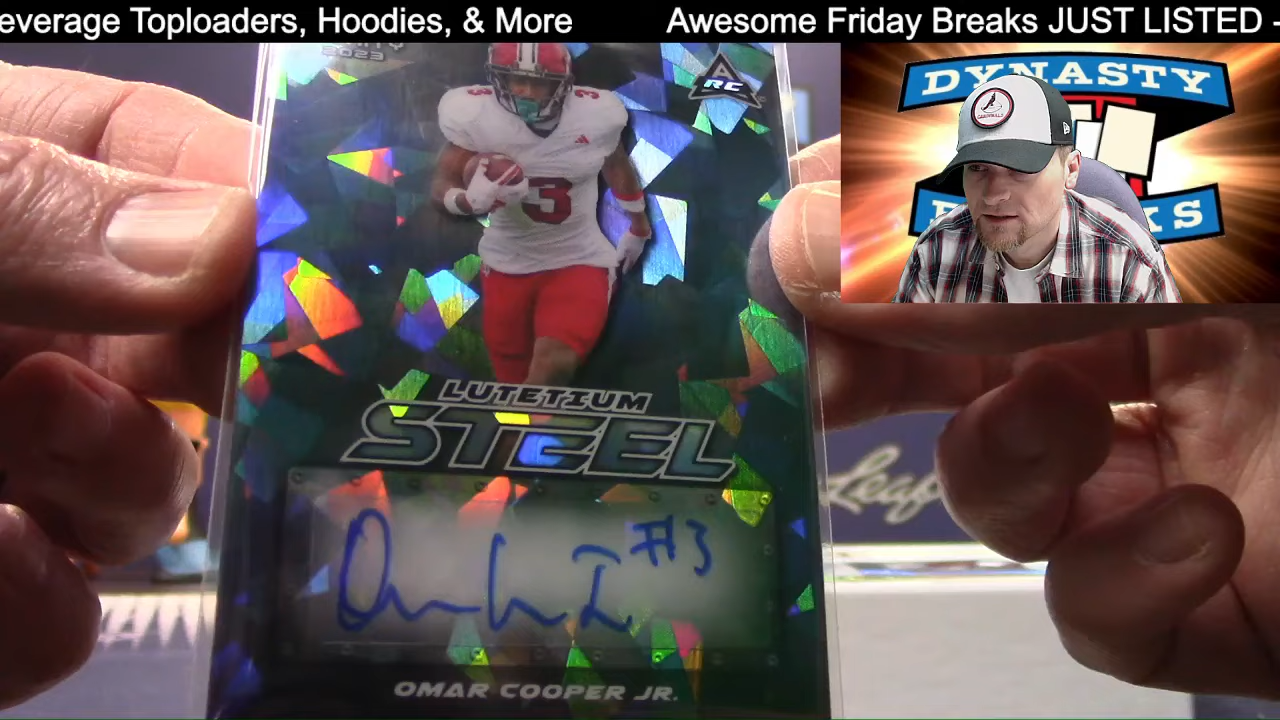 everage Toploaders, Hoodies, & More Awesome Friday Breaks JUST LISTED -
2023
RC
DYNASTY
CARDINALS
KS
3
3
LUTETIUM
STEEL
Leaf
#3
OMAR COOPER JR.